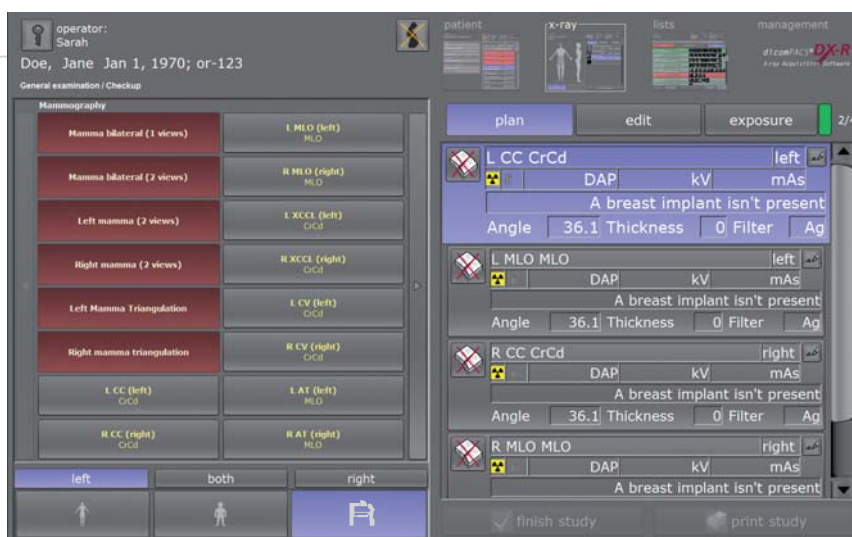 operator:
Sarah
Doe, Jane Jan 1, 1970; or-123
General examination / Checkup
patient
x-ray
lists
management
dicomPACS® DX-R
X-ray Acquisition Software
Mammography
Mamma bilateral (1 views)
L MLO (left)
MLO
Mamma bilateral (2 views)
R MLO (right)
MLO
Left mamma (2 views)
L XCCL (left)
CrCd
Right mamma (2 views)
R XCCL (right)
CrCd
Left Mamma Triangulation
L CV (left)
CrCd
Right mamma triangulation
R CV (right)
CrCd
L CC (left)
CrCd
L AT (left)
MLO
R CC (right)
CrCd
R AT (right)
MLO
left
both
right
plan
edit
exposure
2/4
L CC CrCd left
DAP kV mAs
A breast implant isn't present
Angle 36.1 Thickness 0 Filter Ag
L MLO MLO left
DAP kV mAs
A breast implant isn't present
Angle 36.1 Thickness 0 Filter Ag
R CC CrCd right
DAP kV mAs
A breast implant isn't present
Angle 36.1 Thickness 0 Filter Ag
R MLO MLO right
DAP kV mAs
A breast implant isn't present
finish study
print study